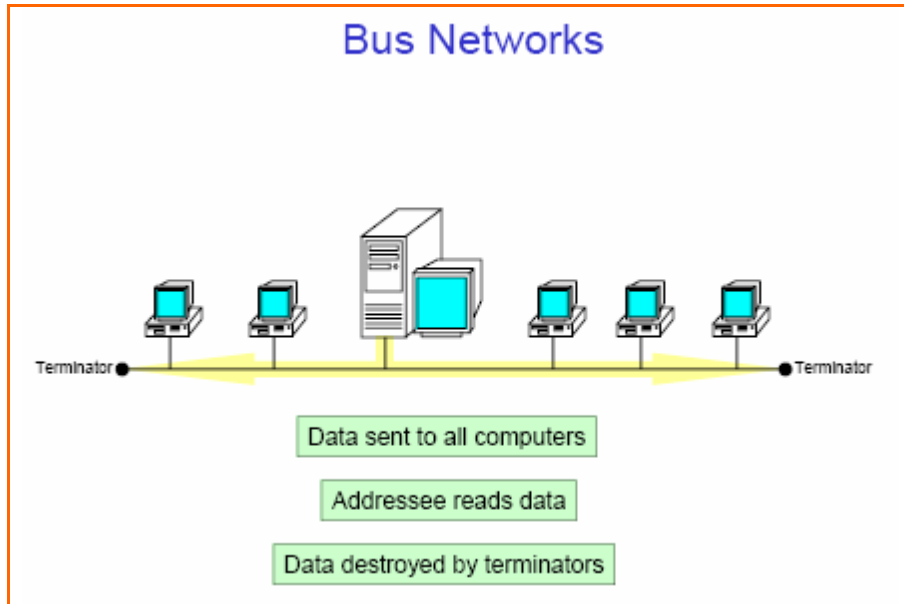 Bus Networks
Terminator
Terminator
Data sent to all computers
Addressee reads data
Data destroyed by terminators